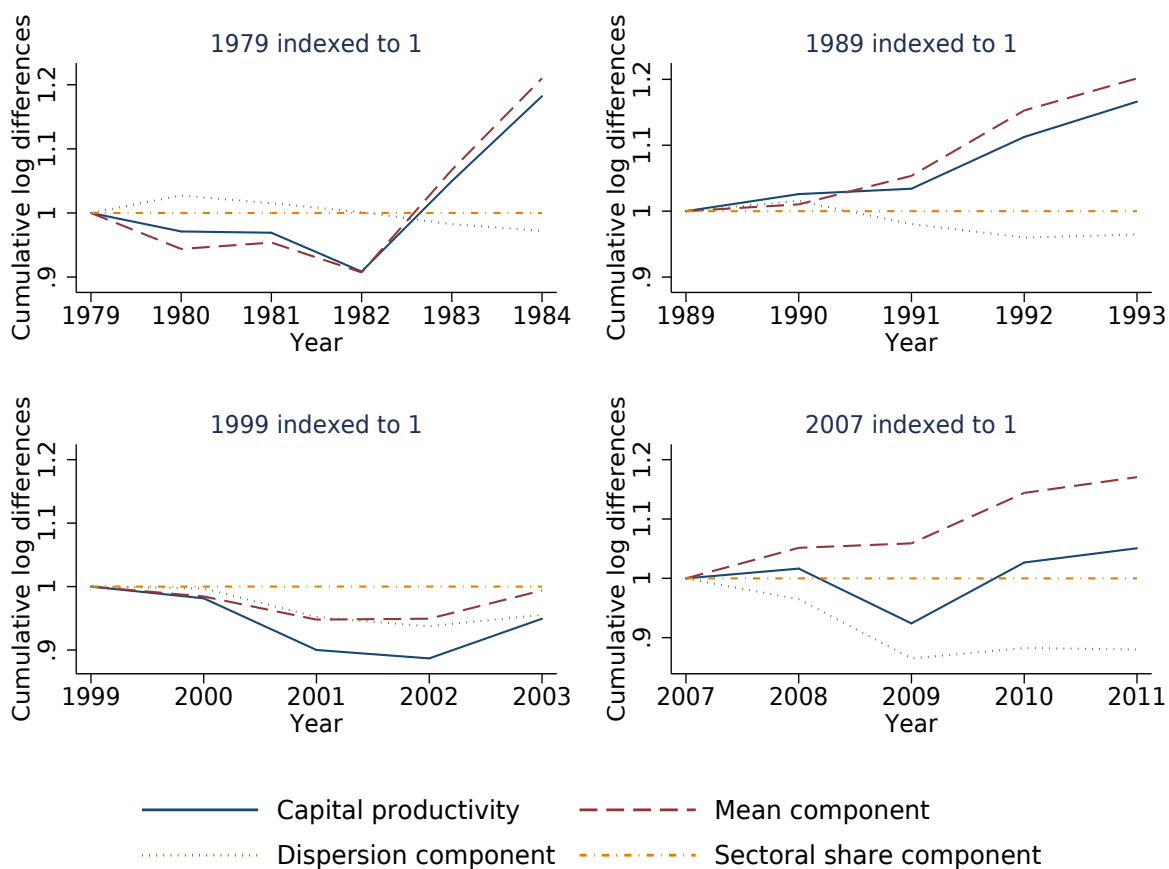 1979 indexed to 1
Cumulative log differences
1.2
1.1
1
.9
1979 1980 1981 1982 1983 1984
Year
1989 indexed to 1
Cumulative log differences
1.2
1.1
1
.9
1989 1990 1991 1992 1993
Year
1999 indexed to 1
Cumulative log differences
1.2
1.1
1
.9
1999 2000 2001 2002 2003
Year
2007 indexed to 1
Cumulative log differences
1.2
1.1
1
.9
2007 2008 2009 2010 2011
Year
Capital productivity Mean component
Dispersion component Sectoral share component